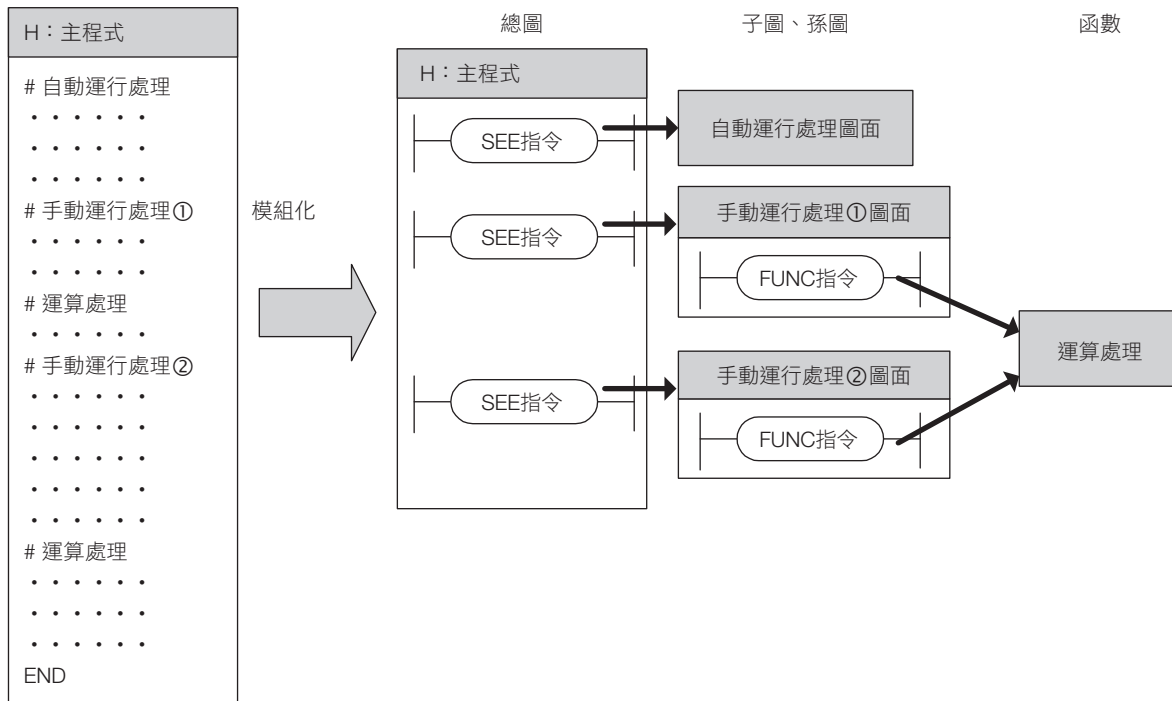 H：主程式
# 自動運行處理
・・・・・・
・・・・・・
・・・・・・
# 手動運行處理①
・・・・・・
・・・・・・
# 運算處理
・・・・・・
# 手動運行處理②
・・・・・・
・・・・・・
・・・・・・
・・・・・・
・・・・・・
# 運算處理
・・・・・・
・・・・・・
・・・・・・
END
模組化
總圖
H：主程式
SEE指令
SEE指令
SEE指令
子圖、孫圖
自動運行處理圖面
手動運行處理①圖面
FUNC指令
手動運行處理②圖面
FUNC指令
函數
運算處理